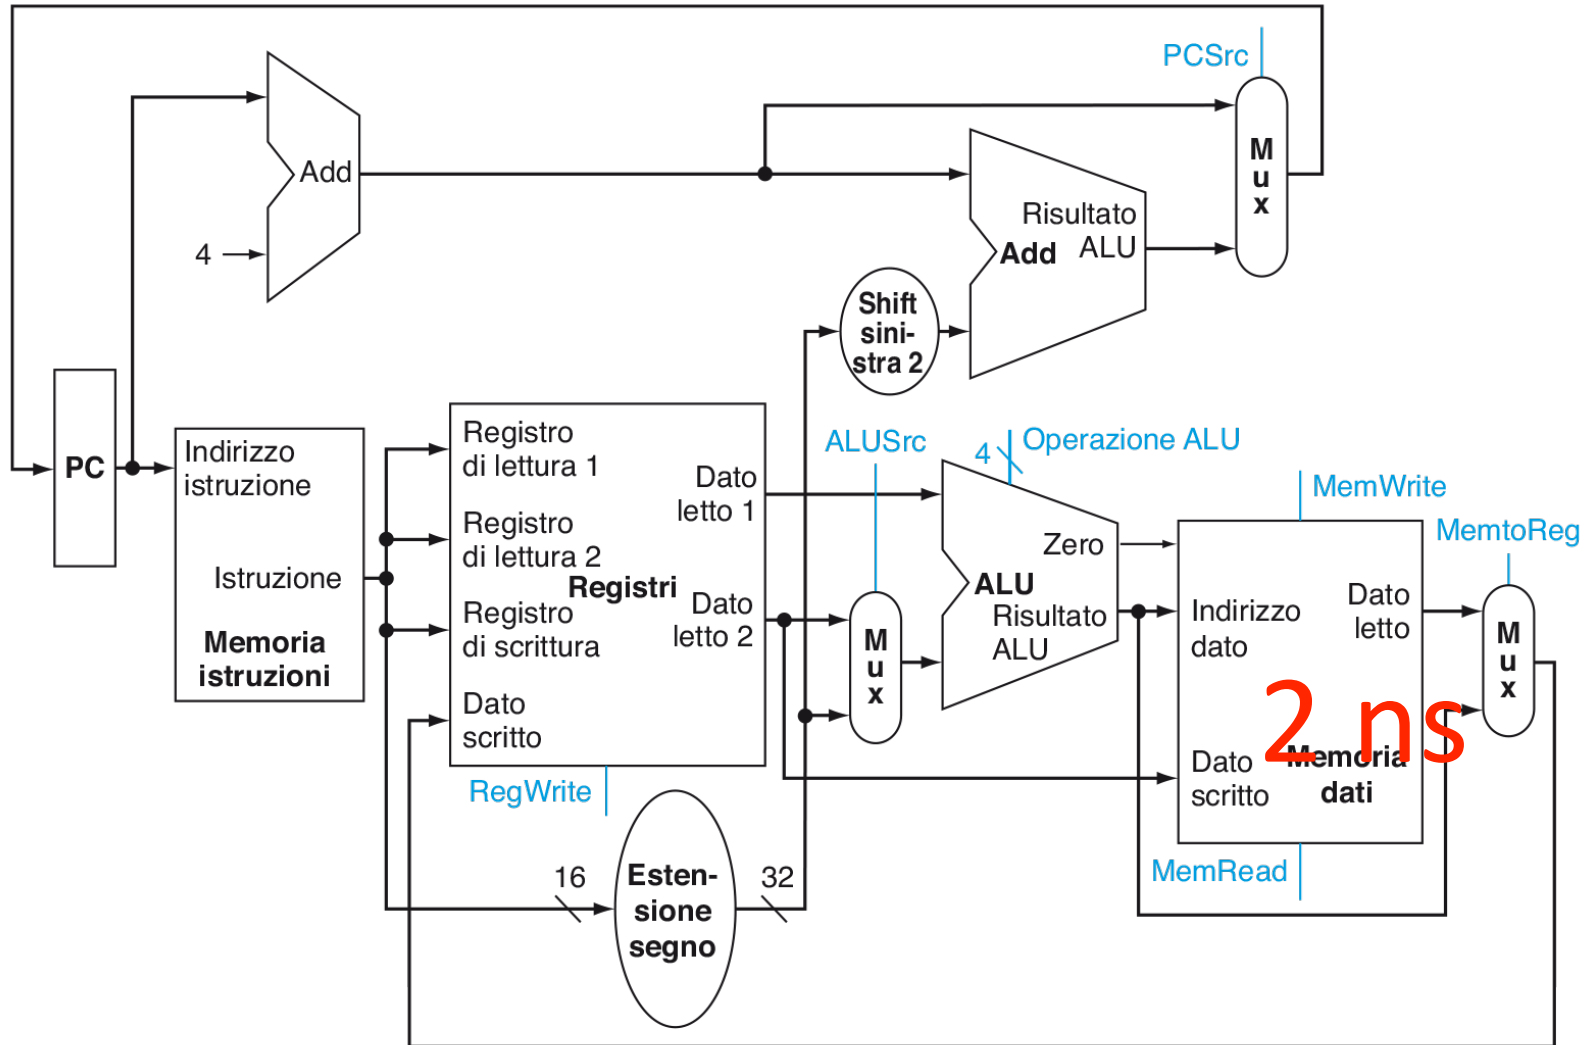 PCSrc
M
u
x
Add
4
Risultato
ALU
Add
Shift
sini-
stra 2
PC
Indirizzo
istruzione
Istruzione
Memoria
istruzioni
Registro
di lettura 1
Registro
di lettura 2
Registri
Registro
di scrittura
Dato
scritto
Dato
letto 1
Dato
letto 2
RegWrite
16
Esten-
sione
segno
32
ALUSrc
M
u
x
4
Operazione ALU
Zero
ALU
Risultato
ALU
MemWrite
Indirizzo
dato
Dato
letto
2 ns
Dato
scritto
Memoria
dati
MemRead
MemtoReg
M
u
x